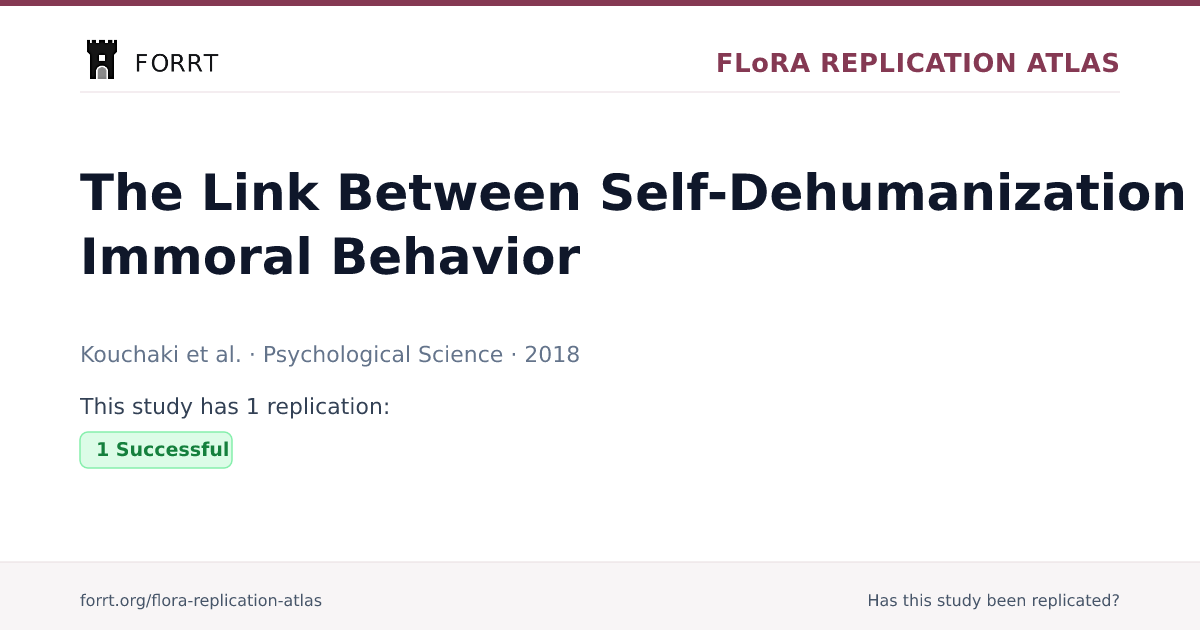 FORRT
FLoRA REPLICATION ATLAS
The Link Between Self-Dehumanization
Immoral Behavior
Kouchaki et al. · Psychological Science · 2018
This study has 1 replication:
1 Successful
forrt.org/flora-replication-atlas
Has this study been replicated?